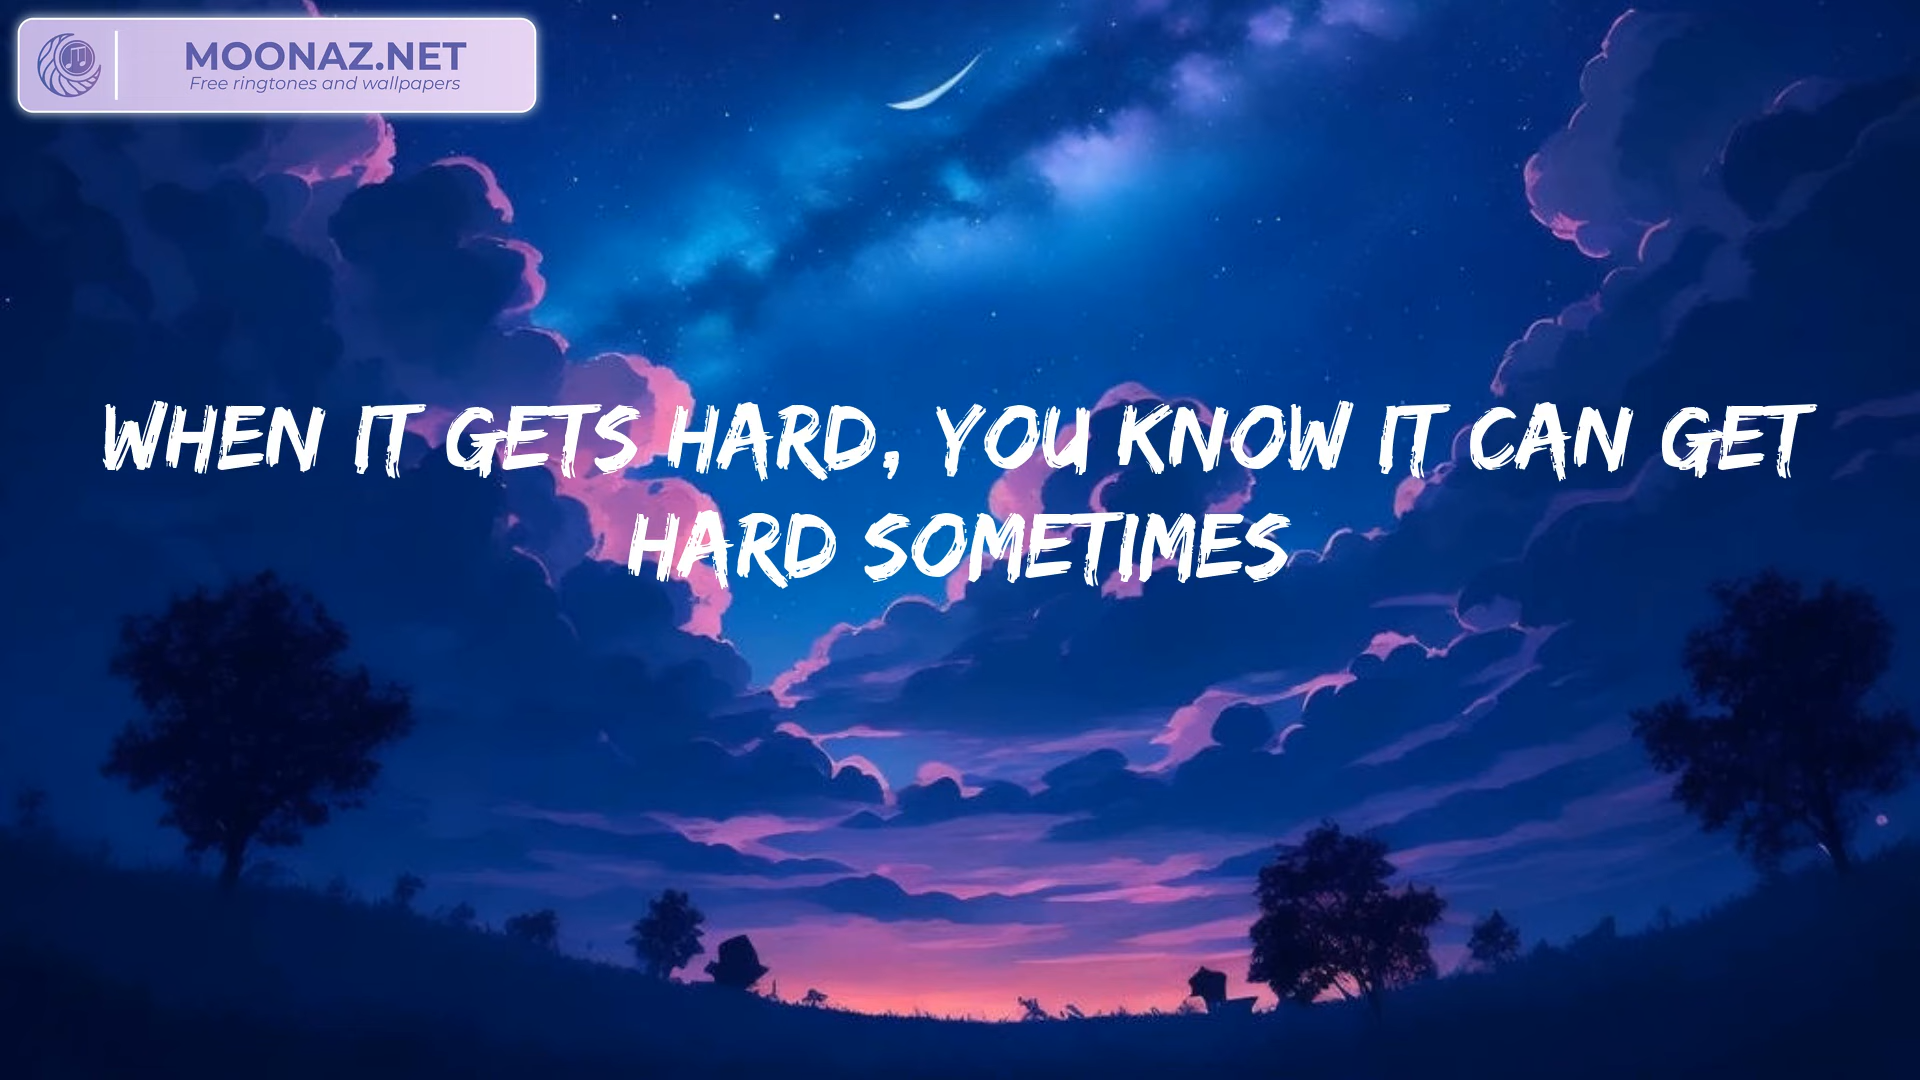 MOONAZ.NET
Free ringtones and wallpapers
WHEN IT GETS HARD, YOU KNOW IT CAN GET
HARD SOMETIMES